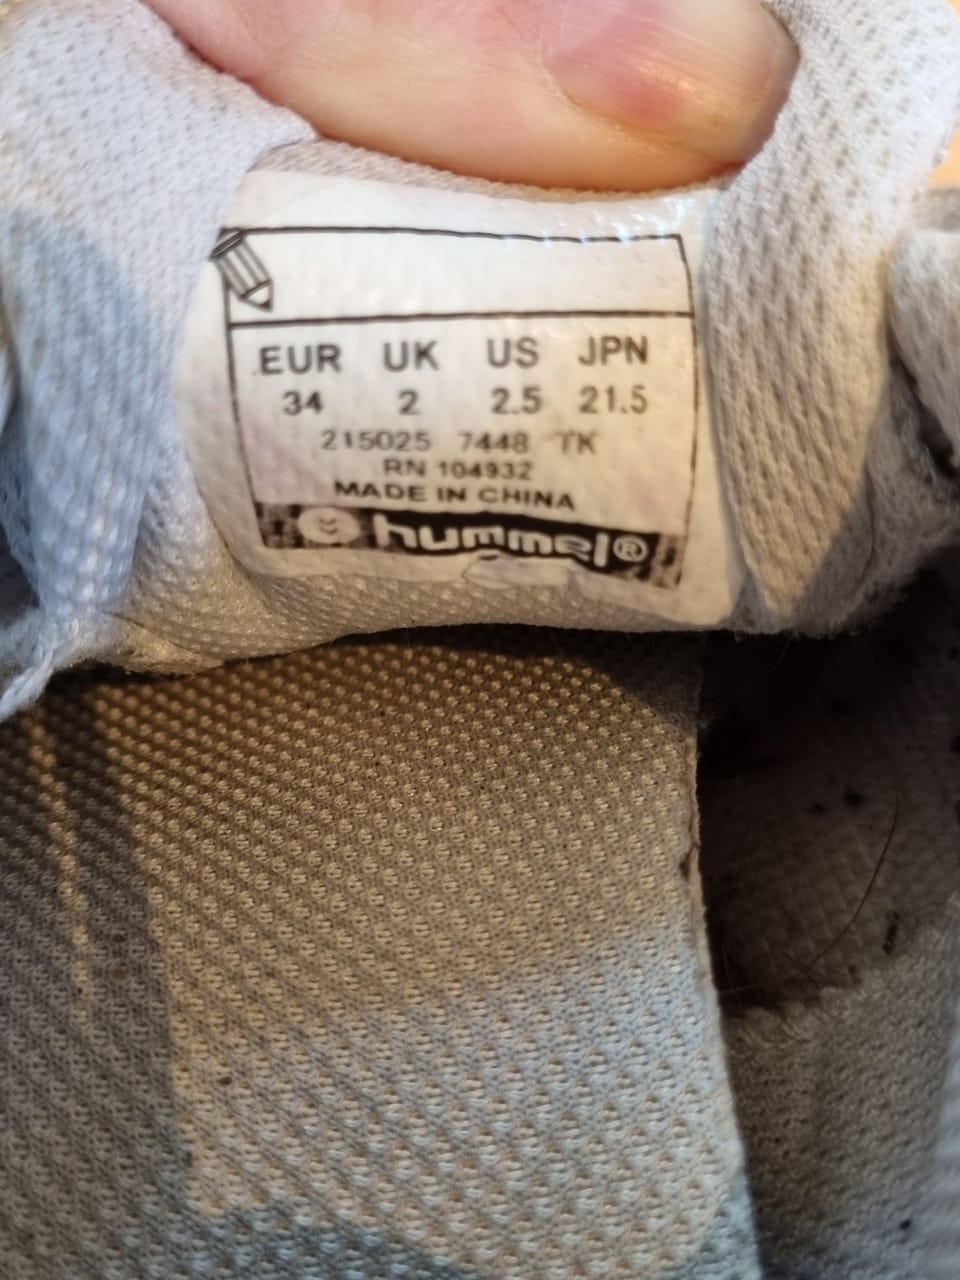 EUR UK US JPN
34 2 2.5 21.5
215025 7448 TK
RN 104932
MADE IN CHINA
hummel®